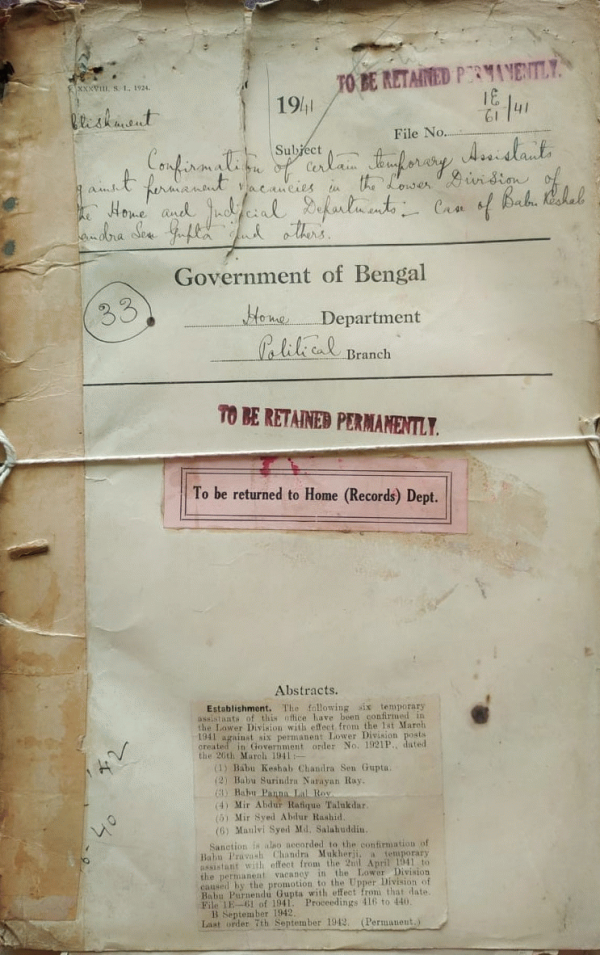 XXXVIII, S. I., 1924.
TO BE RETAINED PERMANENTLY.
1941
1E/61/41
File No.
blishment
Subject
Confirmation of certain temporary Assistants
gainst permanent vacancies in the Lower Division of
the Home and Judicial Departments – Case of Babu Keshab
andra Sen Gupta and others.
Government of Bengal
33
Home Department
Political Branch
TO BE RETAINED PERMANENTLY.
To be returned to Home (Records) Dept.
Abstracts.
Establishment. The following six temporary
assistants of this office have been confirmed in
the Lower Division with effect from the 1st March
1941 against six permanent Lower Division posts
created in Government order No. 1921P., dated
the 26th March 1941:—
(1) Babu Keshab Chandra Sen Gupta.
(2) Babu Surindra Narayan Ray.
(3) Babu Panna Lal Roy.
(4) Mir Abdur Rafique Talukdar.
(5) Mir Syed Abdur Rashid.
(6) Maulvi Syed Md. Salahuddin.
Sanction is also accorded to the confirmation of
Babu Pravash Chandra Mukherji, a temporary
assistant with effect from the 2nd April 1941 to
the permanent vacancy in the Lower Division
caused by the promotion to the Upper Division of
Babu Purnendu Gupta with effect from that date.
File 1E—61 of 1941. Proceedings 416 to 440.
B September 1942.
Last order 7th September 1942. (Permanent.)